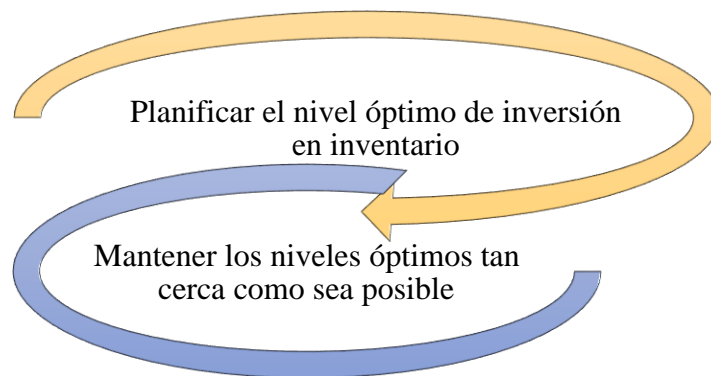 Planificar el nivel óptimo de inversión
en inventario
Mantener los niveles óptimos tan
cerca como sea posible